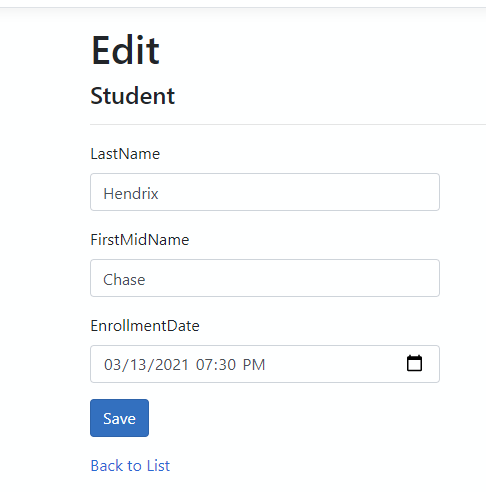 Edit
Student
LastName
Hendrix
FirstMidName
Chase
EnrollmentDate
03/13/2021 07:30 PM
Save
Back to List